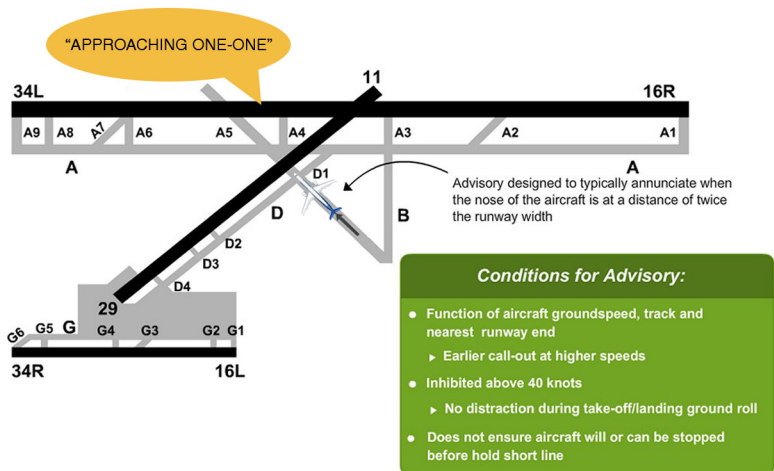 “APPROACHING ONE-ONE”
11
34L
16R
A9
A8
A7
A6
A5
A4
A3
A2
A1
A
A
D1
Advisory designed to typically annunciate when
the nose of the aircraft is at a distance of twice
the runway width
D
B
D2
D3
D4
29
G6
G5
G
G4
G3
G2
G1
34R
16L
Conditions for Advisory:
• Function of aircraft groundspeed, track and
nearest runway end
▶ Earlier call-out at higher speeds
• Inhibited above 40 knots
▶ No distraction during take-off/landing ground roll
• Does not ensure aircraft will or can be stopped
before hold short line